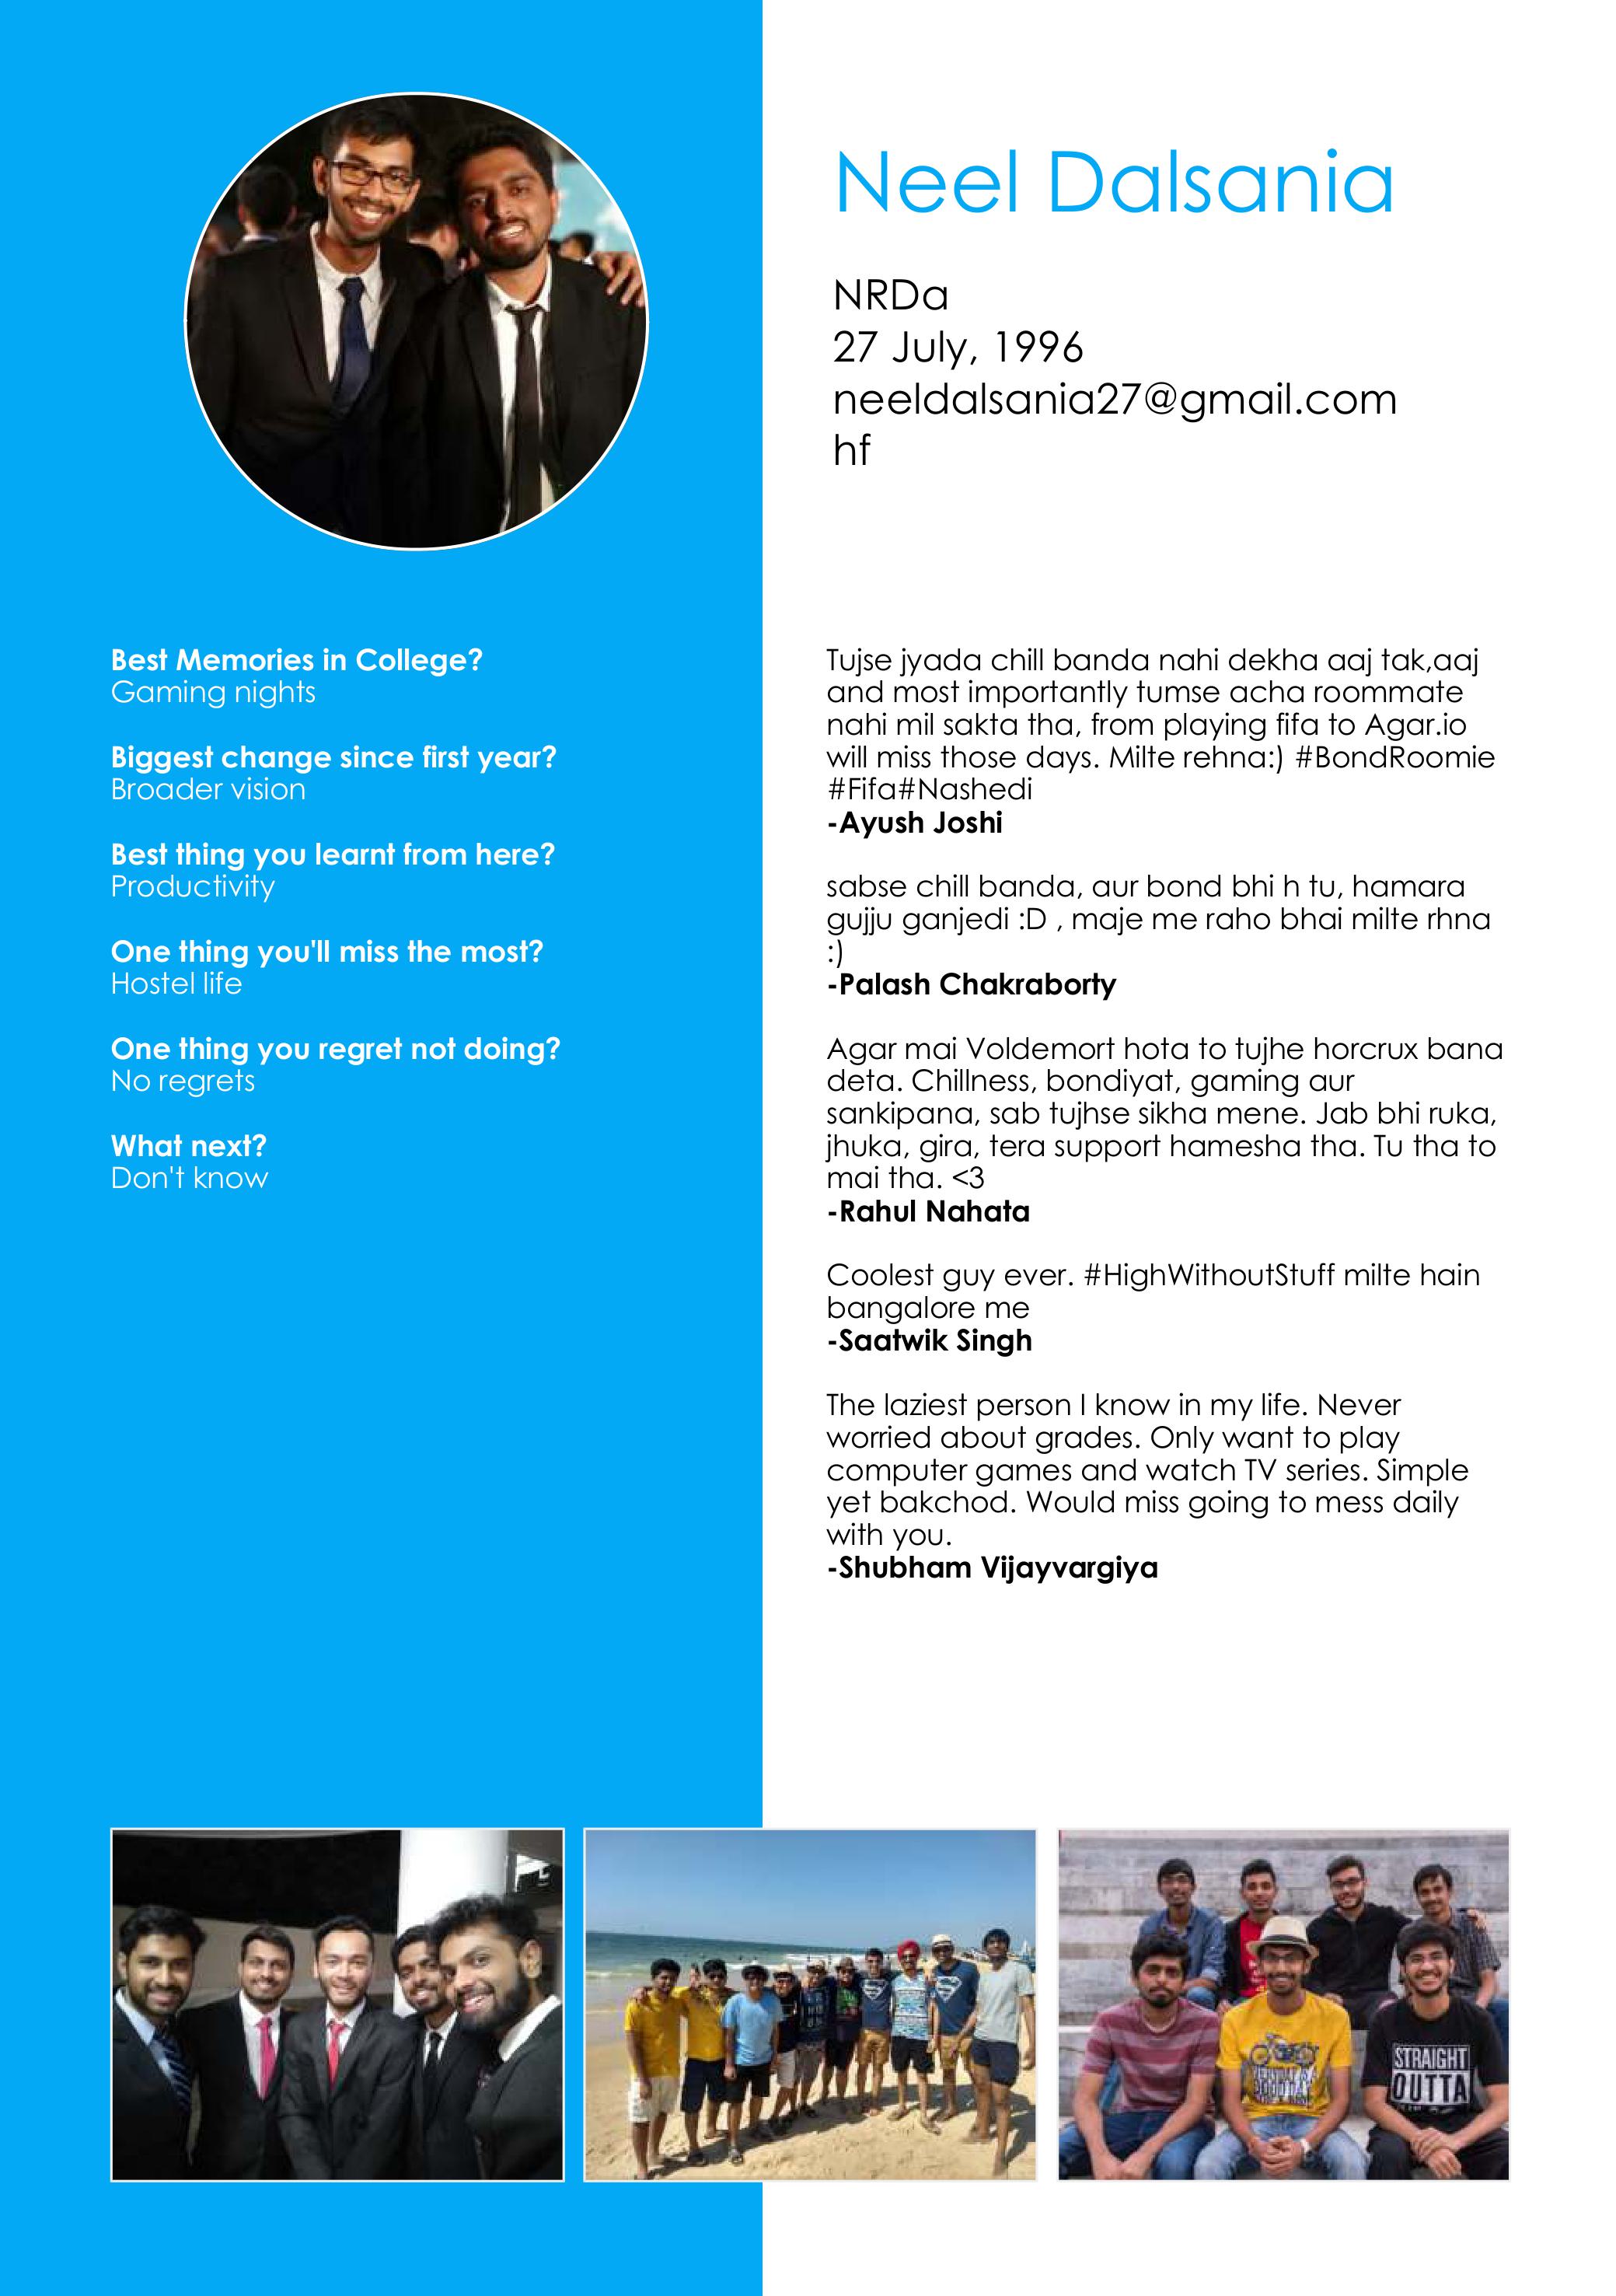 Neel Dalsania
NRDa
27 July, 1996
neeldalsania27@gmail.com
hf
Best Memories in College?
Gaming nights
Biggest change since first year?
Broader vision
Best thing you learnt from here?
Productivity
One thing you'll miss the most?
Hostel life
One thing you regret not doing?
No regrets
What next?
Don't know
Tujse jyada chill banda nahi dekha aaj tak,aaj
and most importantly tumse acha roommate
nahi mil sakta tha, from playing fifa to Agar.io
will miss those days. Milte rehna:) #BondRoomie
#Fifa#Nashedi
-Ayush Joshi
sabse chill banda, aur bond bhi h tu, hamara
gujju ganjedi :D , maje me raho bhai milte rhna
:)
-Palash Chakraborty
Agar mai Voldemort hota to tujhe horcrux bana
deta. Chillness, bondiyat, gaming aur
sankipana, sab tujhse sikha mene. Jab bhi ruka,
jhuka, gira, tera support hamesha tha. Tu tha to
mai tha. <3
-Rahul Nahata
Coolest guy ever. #HighWithoutStuff milte hain
bangalore me
-Saatwik Singh
The laziest person I know in my life. Never
worried about grades. Only want to play
computer games and watch TV series. Simple
yet bakchod. Would miss going to mess daily
with you.
-Shubham Vijayvargiya
STRAIGHT
OUTTA